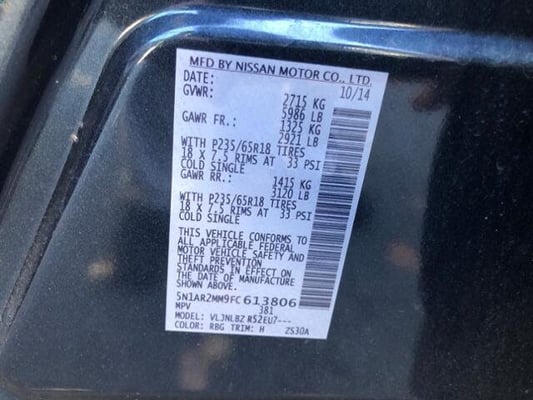 MFD BY NISSAN MOTOR CO., LTD.
DATE: 10/14
GVWR: 2715 KG
5986 LB
GAWR FR.: 1325 KG
2921 LB
WITH P235/65R18 TIRES
18 X 7.5 RIMS AT 33 PSI
COLD SINGLE
GAWR RR.: 1415 KG
3120 LB
WITH P235/65R18 TIRES
18 X 7.5 RIMS AT 33 PSI
COLD SINGLE
THIS VEHICLE CONFORMS TO
ALL APPLICABLE FEDERAL
MOTOR VEHICLE SAFETY AND
THEFT PREVENTION
STANDARDS IN EFFECT ON
THE DATE OF MANUFACTURE
SHOWN ABOVE.
5N1AR2MM9FC613806
MPV 381
MODEL: VLJNLBZ R52EU7---
COLOR: RBG TRIM: H ZS30A